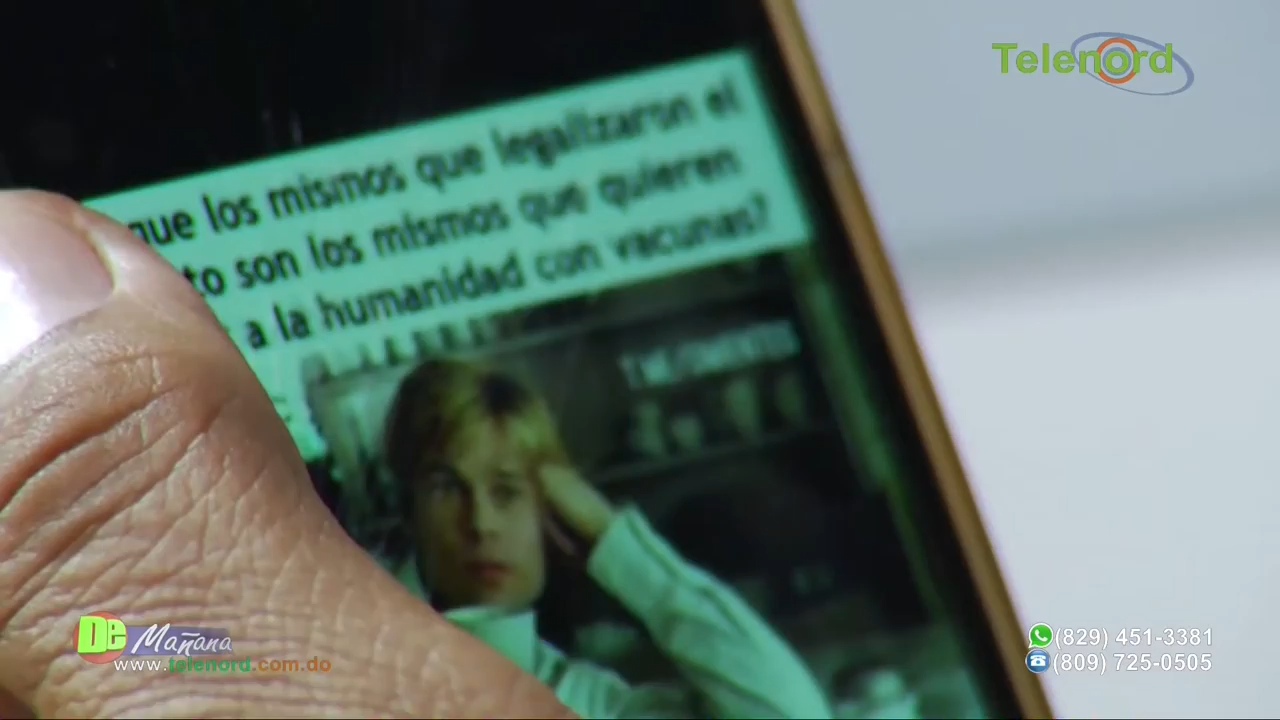 Telenord
que los mismos que legalizaron el
to son los mismos que quieren
a la humanidad con vacunas?
De Mañana
www.telenord.com.do
(829) 451-3381
(809) 725-0505